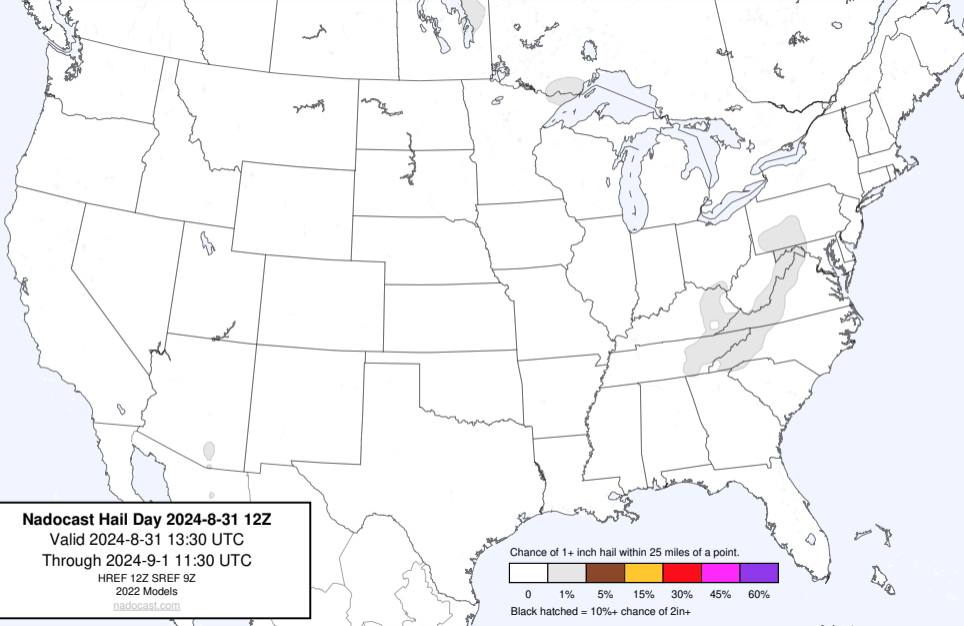 Nadocast Hail Day 2024-8-31 12Z
Valid 2024-8-31 13:30 UTC
Through 2024-9-1 11:30 UTC
HREF 12Z SREF 9Z
2022 Models
nadocast.com
Chance of 1+ inch hail within 25 miles of a point.
0 1% 5% 15% 30% 45% 60%
Black hatched = 10%+ chance of 2in+